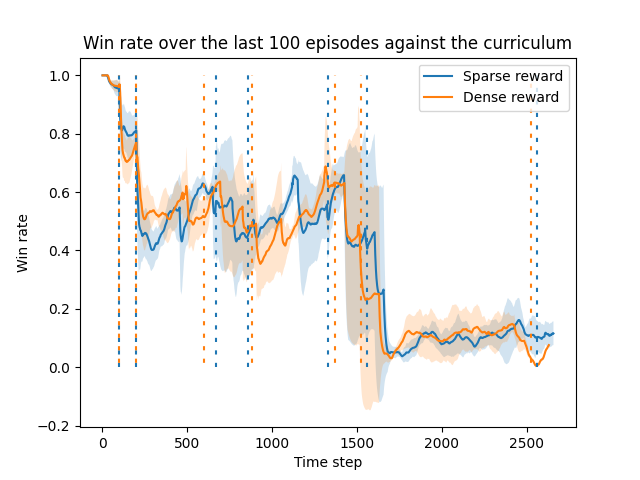 Win rate over the last 100 episodes against the curriculum
Sparse reward
Dense reward
1.0
0.8
0.6
0.4
0.2
0.0
−0.2
Win rate
0
500
1000
1500
2000
2500
Time step